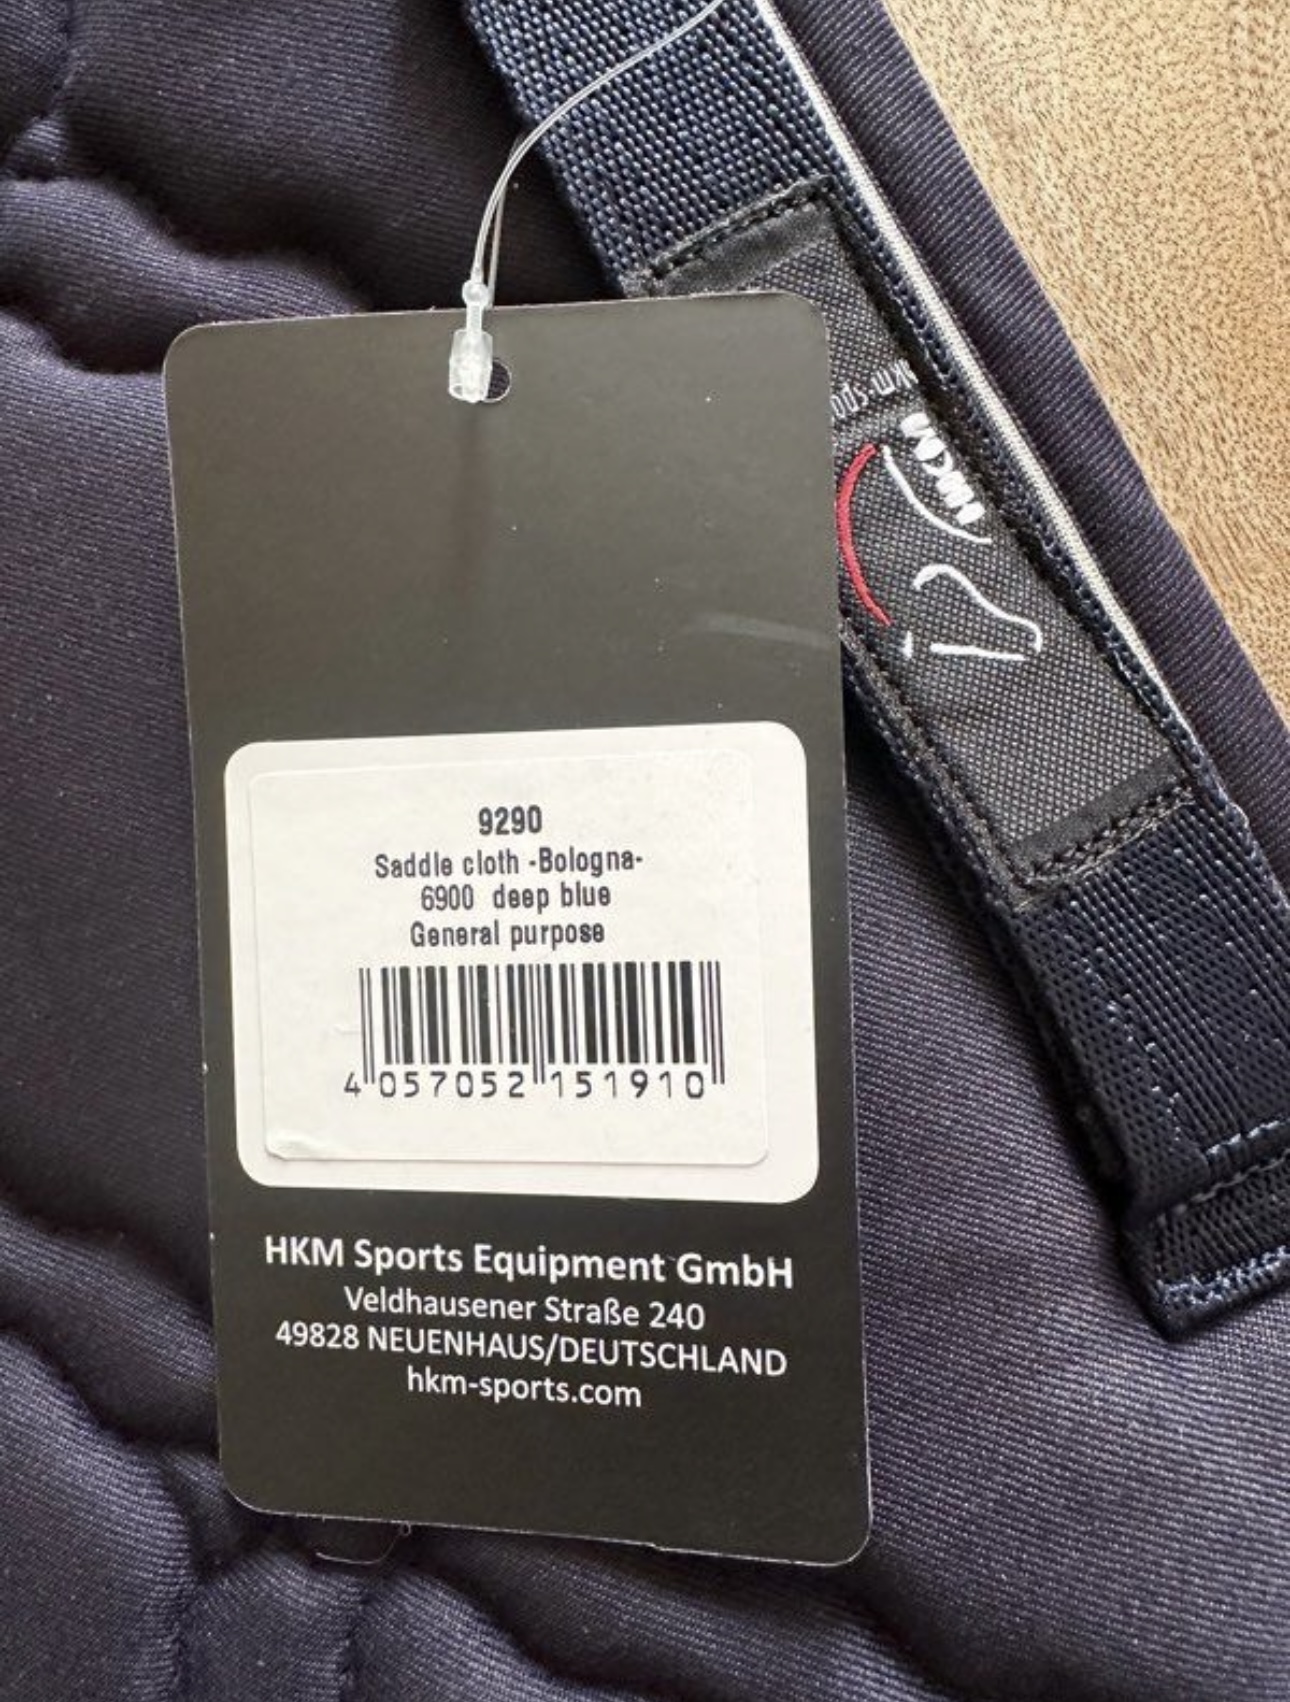 9290
Saddle cloth -Bologna-
6900 deep blue
General purpose
4 057052 151910
HKM Sports Equipment GmbH
Veldhausener Straße 240
49828 NEUENHAUS/DEUTSCHLAND
hkm-sports.com
HKM